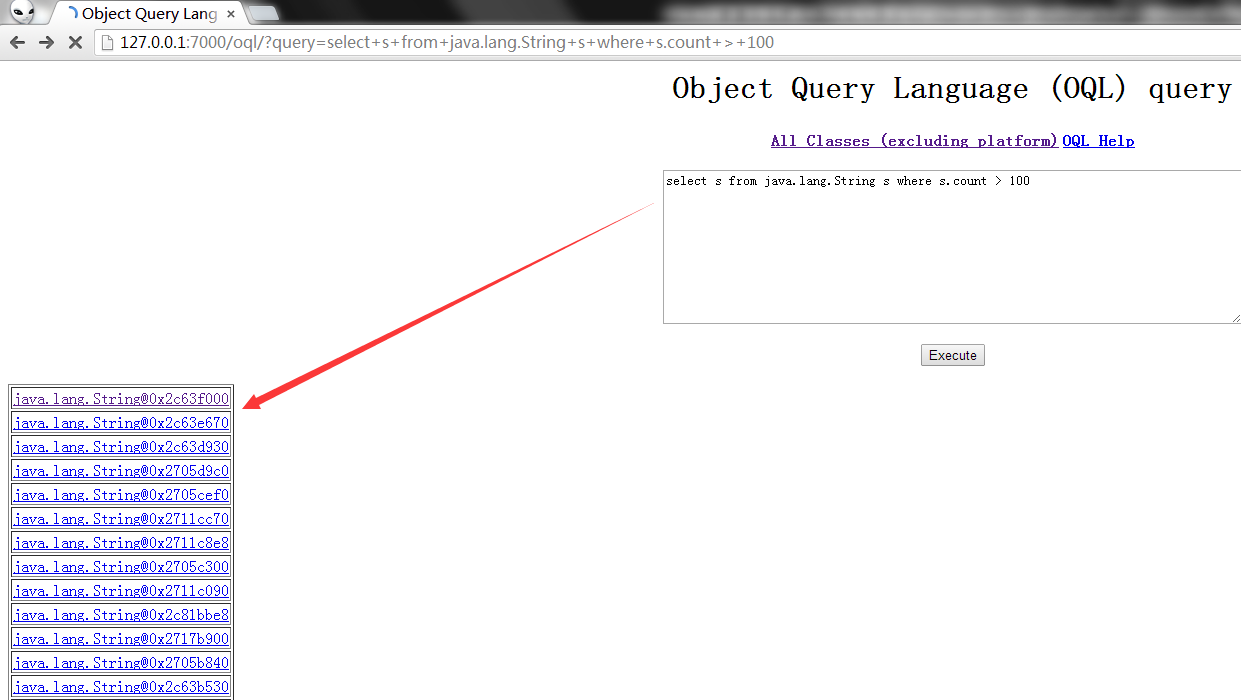 Object Query Lang
127.0.0.1:7000/oql/?query=select+s+from+java.lang.String+s+where+s.count+>+100
Object Query Language (OQL) query
All Classes (excluding platform) OQL Help
select s from java.lang.String s where s.count > 100
Execute
java.lang.String@0x2c63f000
java.lang.String@0x2c63e670
java.lang.String@0x2c63d930
java.lang.String@0x2705d9c0
java.lang.String@0x2705cef0
java.lang.String@0x2711cc70
java.lang.String@0x2711c8e8
java.lang.String@0x2705c300
java.lang.String@0x2711c090
java.lang.String@0x2c81bbe8
java.lang.String@0x2717b900
java.lang.String@0x2705b840
java.lang.String@0x2c63b530